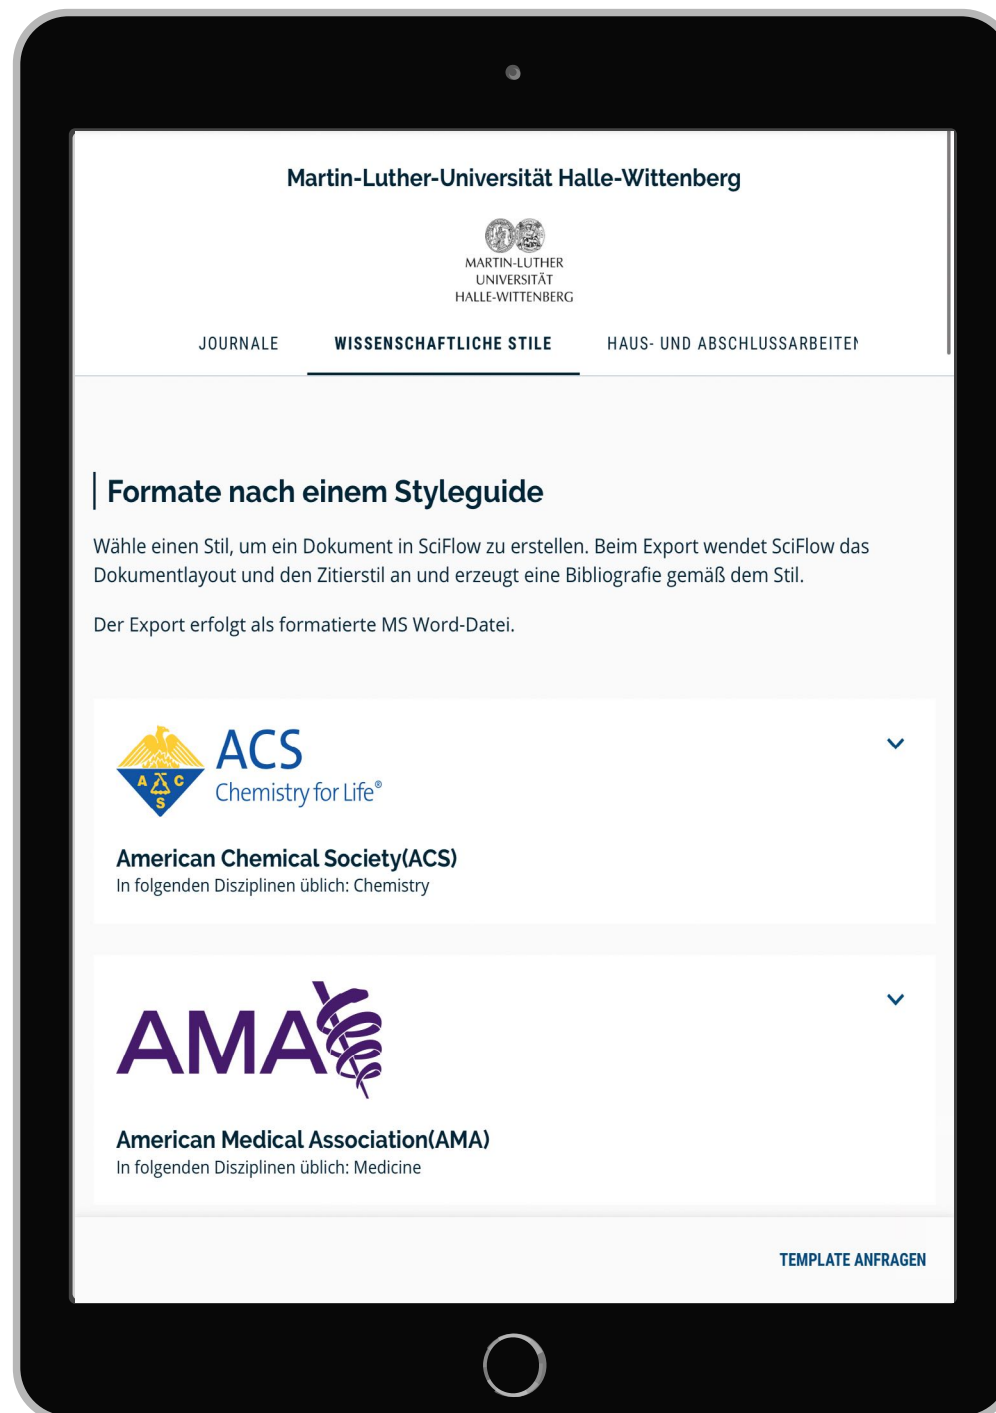 Martin-Luther-Universität Halle-Wittenberg
MARTIN-LUTHER
UNIVERSITÄT
HALLE-WITTENBERG
JOURNALE WISSENSCHAFTLICHE STILE HAUS- UND ABSCHLUSSARBEITEN
Formate nach einem Styleguide
Wähle einen Stil, um ein Dokument in SciFlow zu erstellen. Beim Export wendet SciFlow das
Dokumentlayout und den Zitierstil an und erzeugt eine Bibliografie gemäß dem Stil.
Der Export erfolgt als formatierte MS Word-Datei.
A C S
ACS
Chemistry for Life®
American Chemical Society(ACS)
In folgenden Disziplinen üblich: Chemistry
AMA
American Medical Association(AMA)
In folgenden Disziplinen üblich: Medicine
TEMPLATE ANFRAGEN